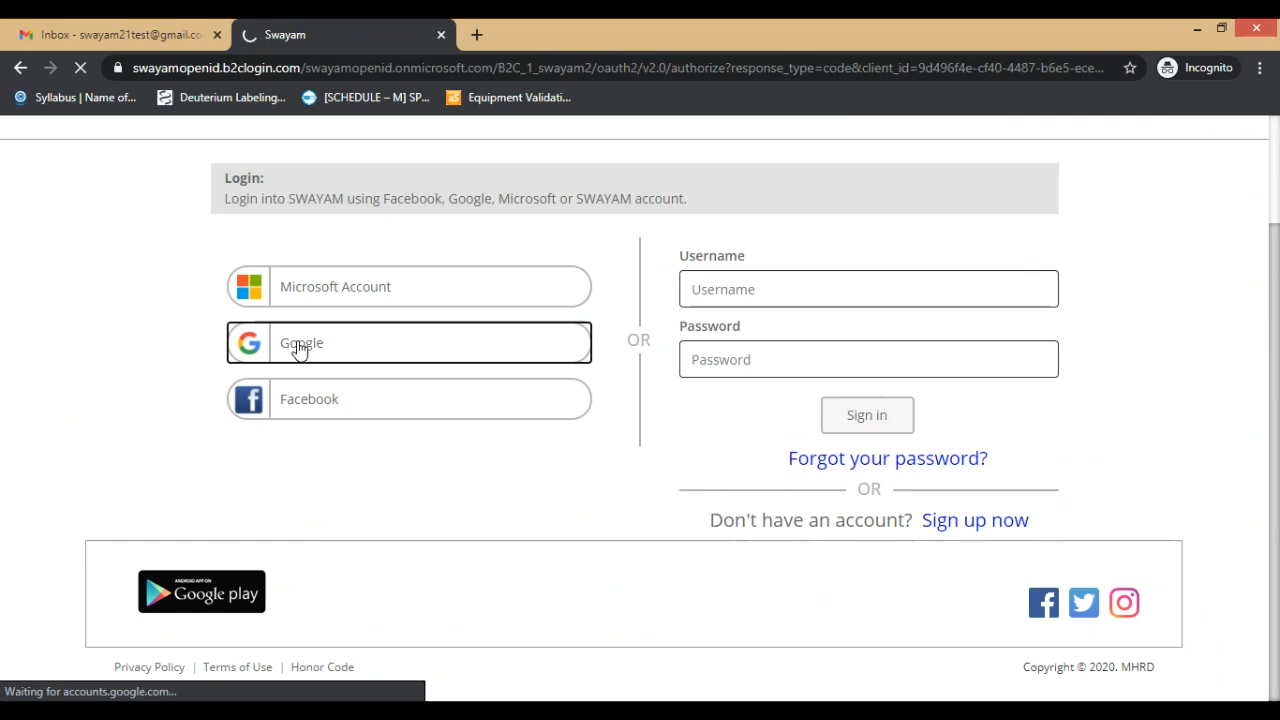 Inbox - swayam21test@gmail.co
Swayam
swayamopenid.b2clogin.com/swayamopenid.onmicrosoft.com/B2C_1_swayam2/oauth2/v2.0/authorize?response_type=code&client_id=9d496f4e-cf40-4487-b6e5-ece...
Incognito
Syllabus | Name of...
Deuterium Labeling...
[SCHEDULE – M] SP...
Equipment Validati...
Login:
Login into SWAYAM using Facebook, Google, Microsoft or SWAYAM account.
Microsoft Account
Google
Facebook
OR
Username
Username
Password
Password
Sign in
Forgot your password?
OR
Don't have an account? Sign up now
ANDROID APP ON
Google play
Privacy Policy | Terms of Use | Honor Code
Copyright © 2020. MHRD
Waiting for accounts.google.com...